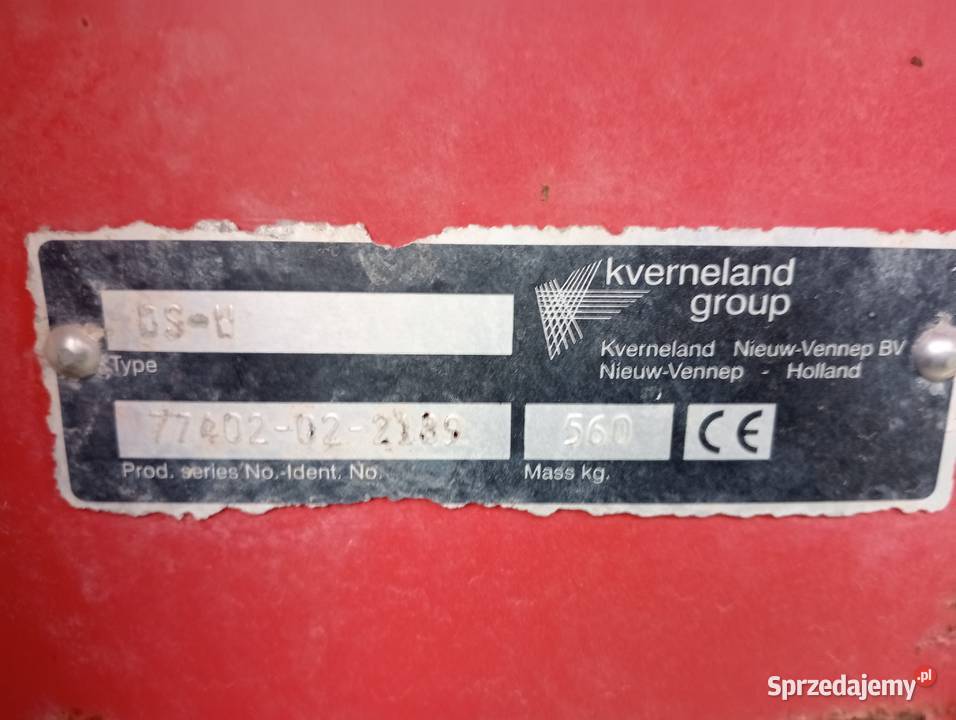 kverneland
group
DS-W
Type
Kverneland Nieuw-Vennep BV
Nieuw-Vennep - Holland
77402-02-2189
560
CE
Prod. series No.-Ident. No.
Mass kg.
Sprzedajemy.pl